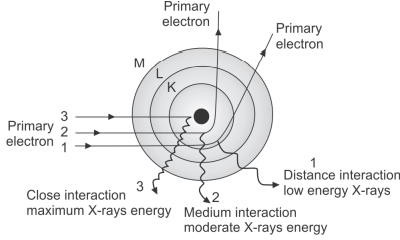 Primary
electron
Primary
electron
M
L
K
3
Primary 2
electron 1
1
Distance interaction
low energy X-rays
3
Close interaction
maximum X-rays energy
2
Medium interaction
moderate X-rays energy